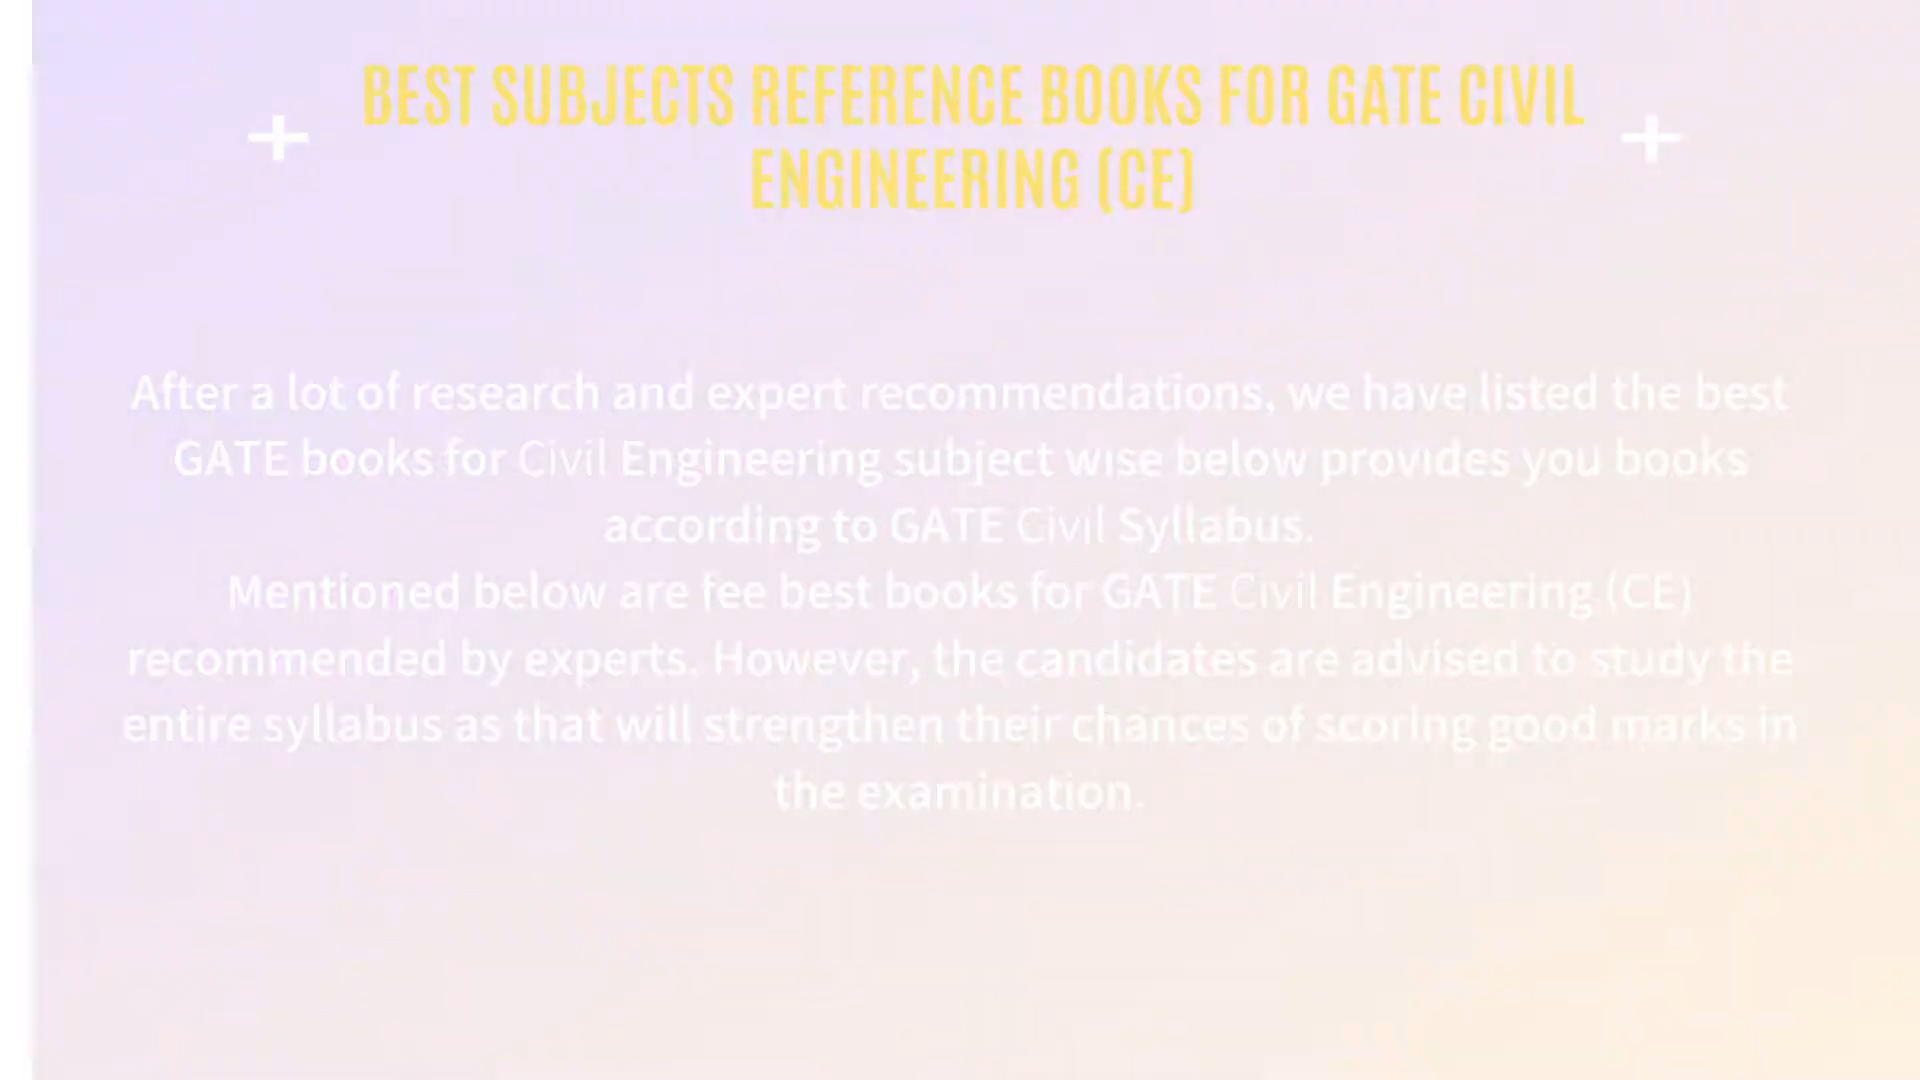 BEST SUBJECTS REFERENCE BOOKS FOR GATE CIVIL
ENGINEERING (CE)
After a lot of research and expert recommendations, we have listed the best
GATE books for Civil Engineering subject wise below provides you books
according to GATE Civil Syllabus.
Mentioned below are fee best books for GATE Civil Engineering (CE)
recommended by experts. However, the candidates are advised to study the
entire syllabus as that will strengthen their chances of scoring good marks in
the examination.